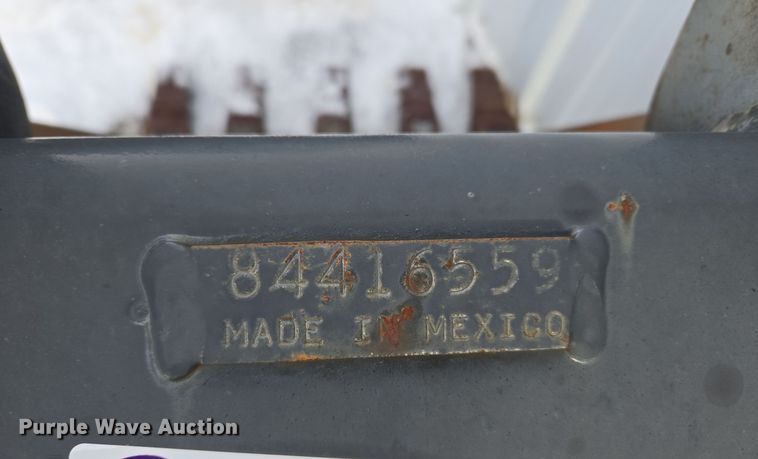 84416559
MADE IN MEXICO
Purple Wave Auction